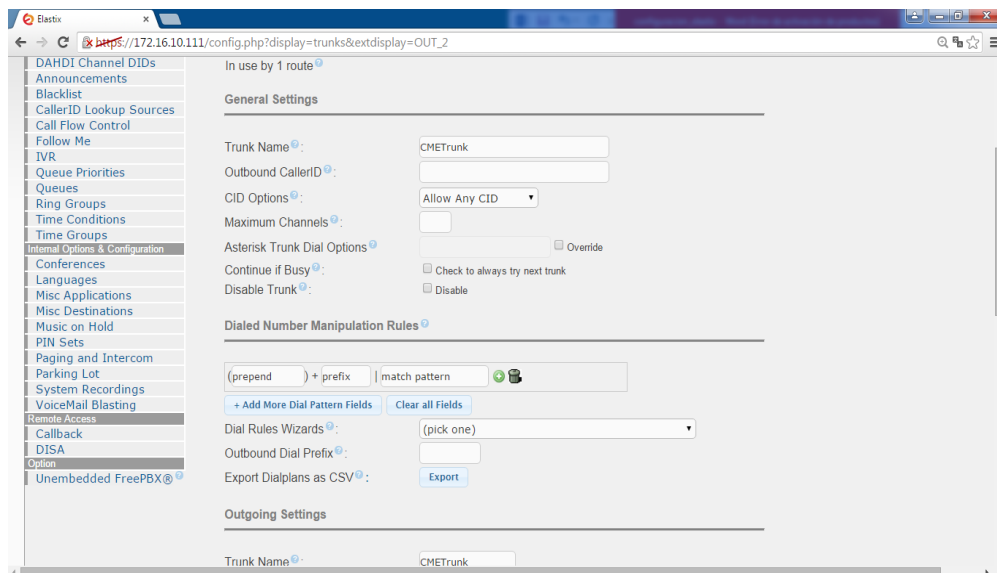 Elastix
https://172.16.10.111/config.php?display=trunks&extdisplay=OUT_2
DAHDI Channel DIDs
Announcements
Blacklist
CallerID Lookup Sources
Call Flow Control
Follow Me
IVR
Queue Priorities
Queues
Ring Groups
Time Conditions
Time Groups
Internal Options & Configuration
Conferences
Languages
Misc Applications
Misc Destinations
Music on Hold
PIN Sets
Paging and Intercom
Parking Lot
System Recordings
VoiceMail Blasting
Remote Access
Callback
DISA
Option
Unembedded FreePBX®
In use by 1 route
General Settings
Trunk Name: CMETrunk
Outbound CallerID:
CID Options: Allow Any CID
Maximum Channels:
Asterisk Trunk Dial Options Override
Continue if Busy: Check to always try next trunk
Disable Trunk: Disable
Dialed Number Manipulation Rules
(prepend ) + prefix | match pattern
+ Add More Dial Pattern Fields Clear all Fields
Dial Rules Wizards: (pick one)
Outbound Dial Prefix:
Export Dialplans as CSV: Export
Outgoing Settings
Trunk Name: CMETrunk